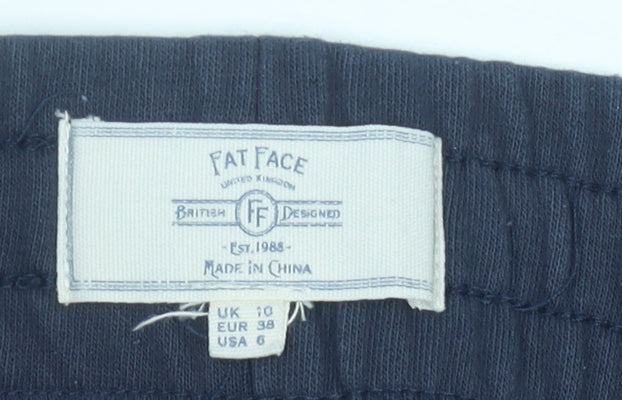 FAT FACE
UNITED KINGDOM
BRITISH FF DESIGNED
- EST. 1988 -
MADE IN CHINA
UK 10
EUR 38
USA 6